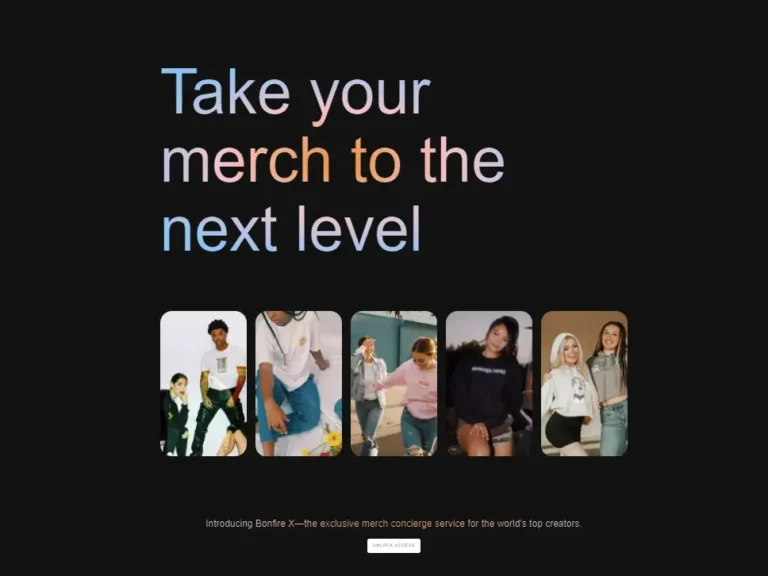 Take your
merch to the
next level
Introducing Bonfire X—the exclusive merch concierge service for the world's top creators.
UNLOCK ACCESS